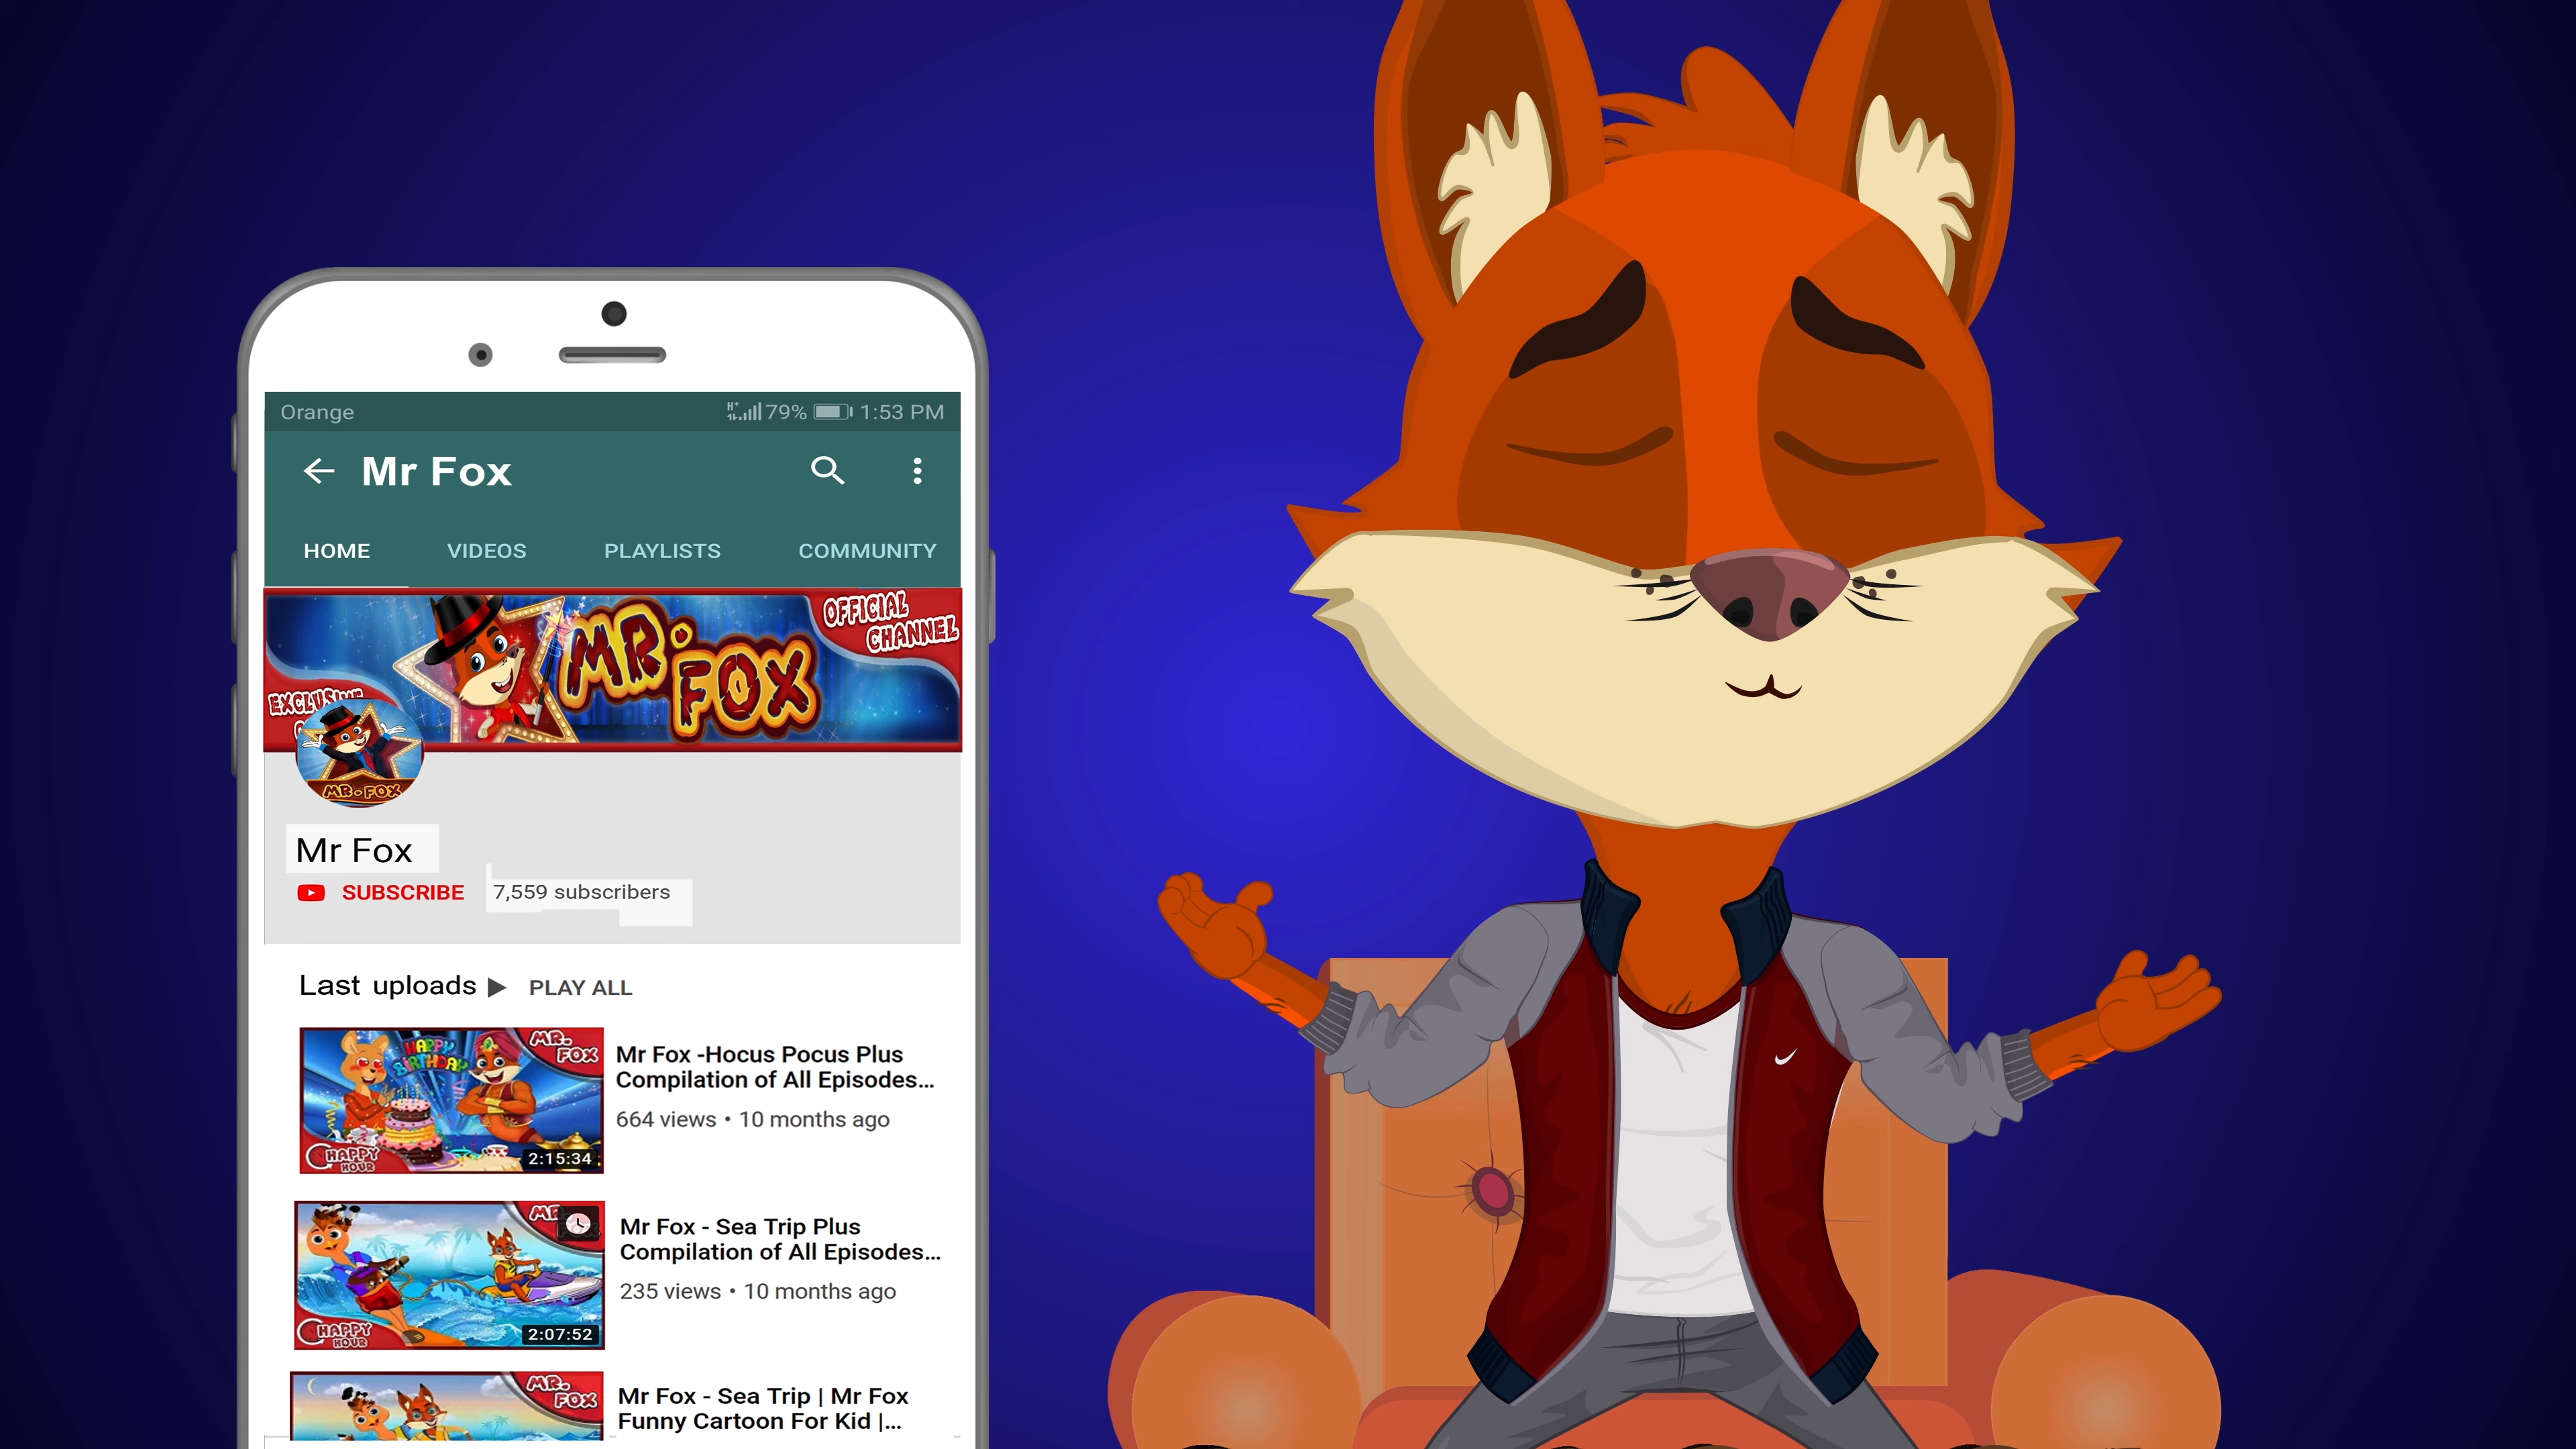 Orange
79% 1:53 PM
Mr Fox
HOME VIDEOS PLAYLISTS COMMUNITY
OFFICIAL
CHANNEL
MR. FOX
EXCLUSIVE
MR. FOX
Mr Fox
SUBSCRIBE 7,559 subscribers
Last uploads PLAY ALL
MR.
FOX
HAPPY
BIRTHDAY
HAPPY
HOUR
2:15:34
Mr Fox -Hocus Pocus Plus
Compilation of All Episodes...
664 views • 10 months ago
HAPPY
HOUR
2:07:52
Mr Fox - Sea Trip Plus
Compilation of All Episodes...
235 views • 10 months ago
MR.
FOX
Mr Fox - Sea Trip | Mr Fox
Funny Cartoon For Kid |...